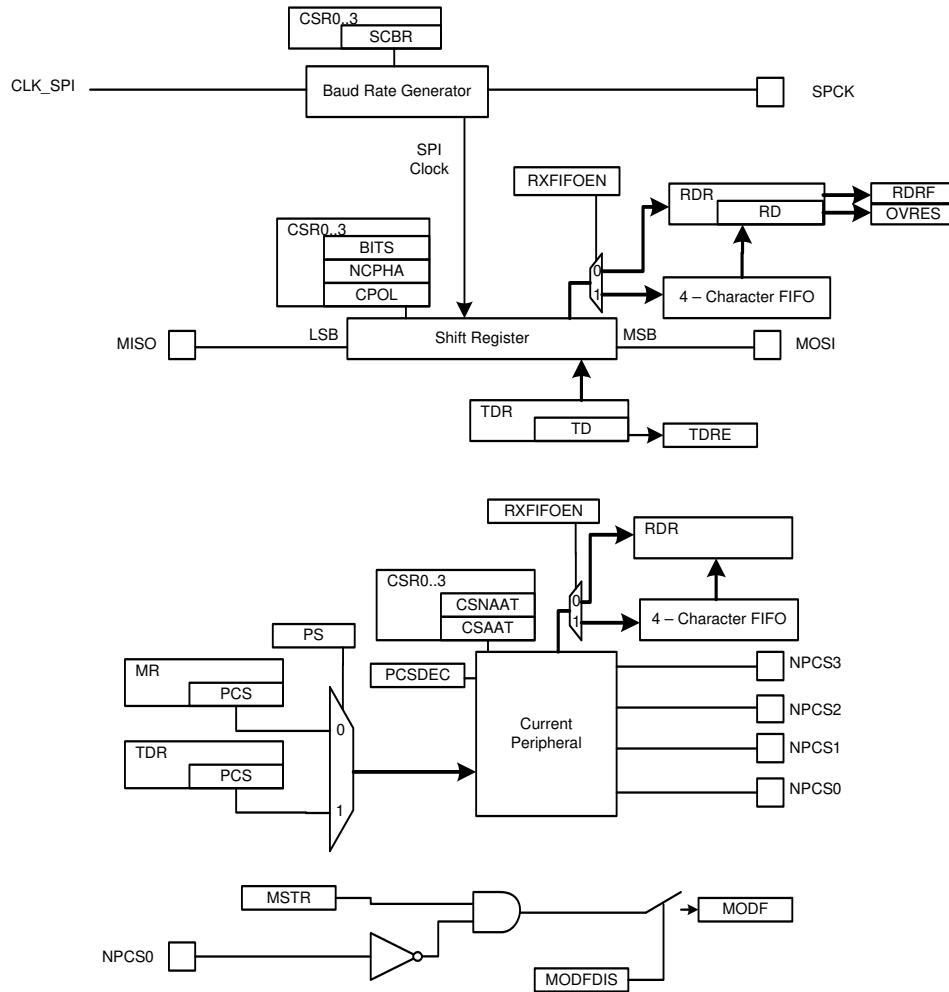 CSR0..3
SCBR
CLK_SPI
Baud Rate Generator
SPCK
SPI
Clock
RXFIFOEN
RDR
RD
RDRF
OVRES
CSR0..3
BITS
NCPHA
CPOL
0
1
4 – Character FIFO
MISO
LSB
Shift Register
MSB
MOSI
TDR
TD
TDRE
RXFIFOEN
RDR
CSR0..3
CSNAAT
CSAAT
0
1
4 – Character FIFO
PS
MR
PCS
PCSDEC
NPCS3
0
Current
Peripheral
NPCS2
TDR
PCS
NPCS1
1
NPCS0
MSTR
MODF
NPCS0
MODFDIS